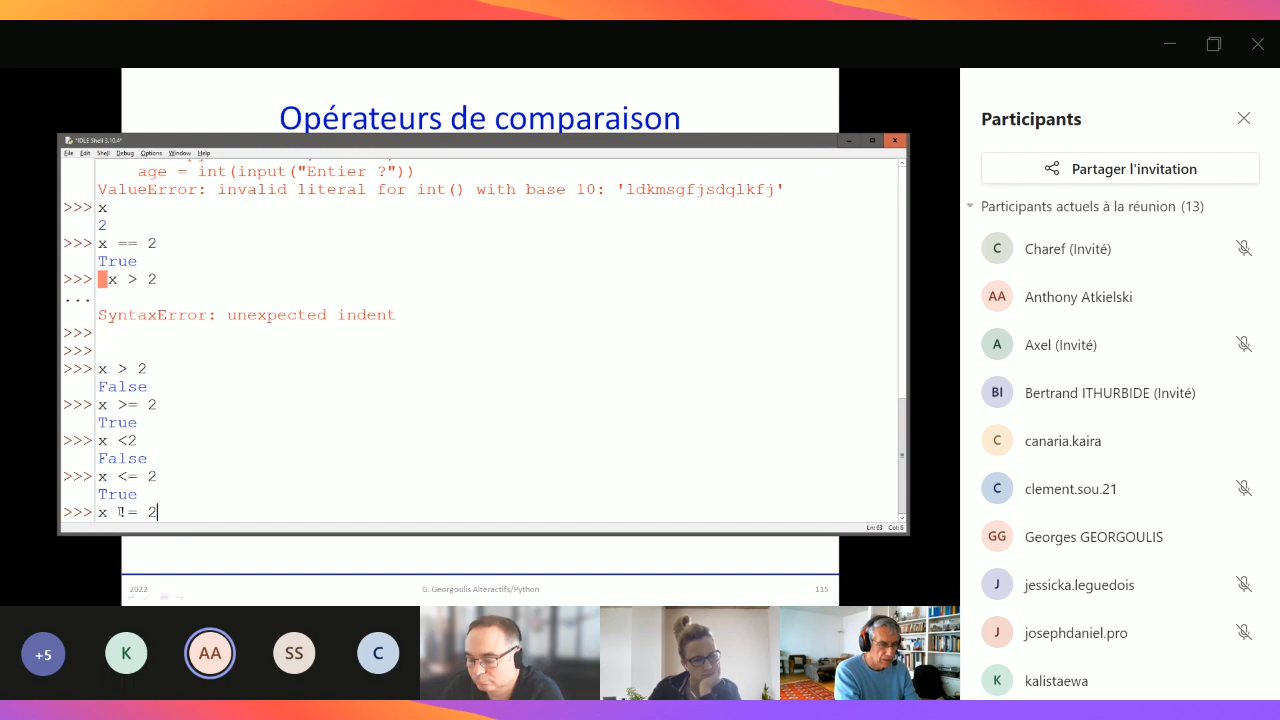 Opérateurs de comparaison
*IDLE Shell 3.10.4*
File Edit Shell Debug Options Window Help
age = int(input("Entier ?"))
ValueError: invalid literal for int() with base 10: 'ldkmsgfjsdqlkfj'
>>> x
2
>>> x == 2
True
>>> x > 2
...
SyntaxError: unexpected indent
>>>
>>>
>>> x > 2
False
>>> x >= 2
True
>>> x <2
False
>>> x <= 2
True
>>> x != 2
Ln: 63 Col: 6
2022
G. Georgoulis Alteractifs/Python
115
+5
K
AA
SS
C
Participants
Partager l'invitation
Participants actuels à la réunion (13)
C Charef (Invité)
AA Anthony Atkielski
A Axel (Invité)
BI Bertrand ITHURBIDE (Invité)
C canaria.kaira
C clement.sou.21
GG Georges GEORGOULIS
J jessicka.leguedois
J josephdaniel.pro
K kalistaewa